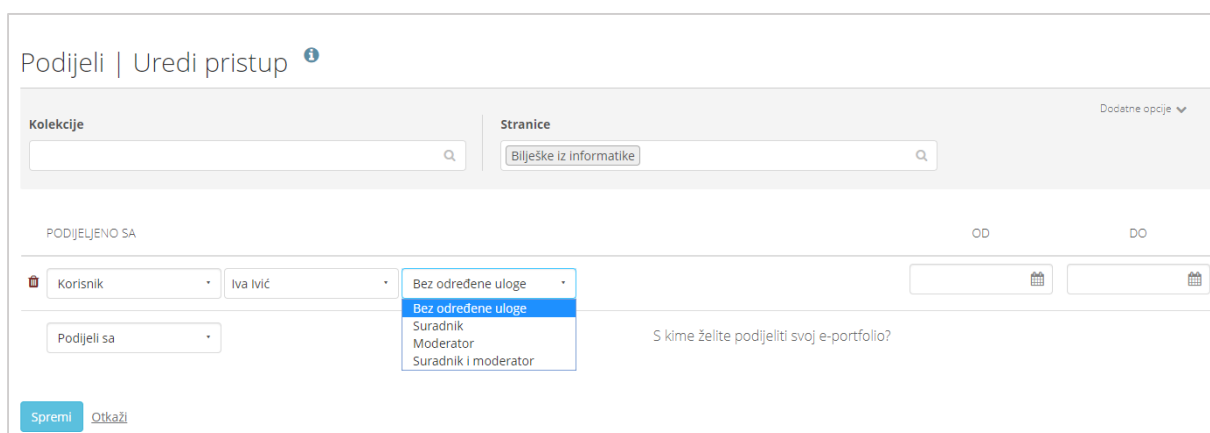 Podijeli | Uredi pristup
Dodatne opcije
Kolekcije
Stranice
Bilješke iz informatike
PODIJELJENO SA
OD
DO
Korisnik
Iva Ivić
Bez određene uloge
Bez određene uloge
Suradnik
Moderator
Suradnik i moderator
Podijeli sa
S kime želite podijeliti svoj e-portfolio?
Spremi
Otkaži